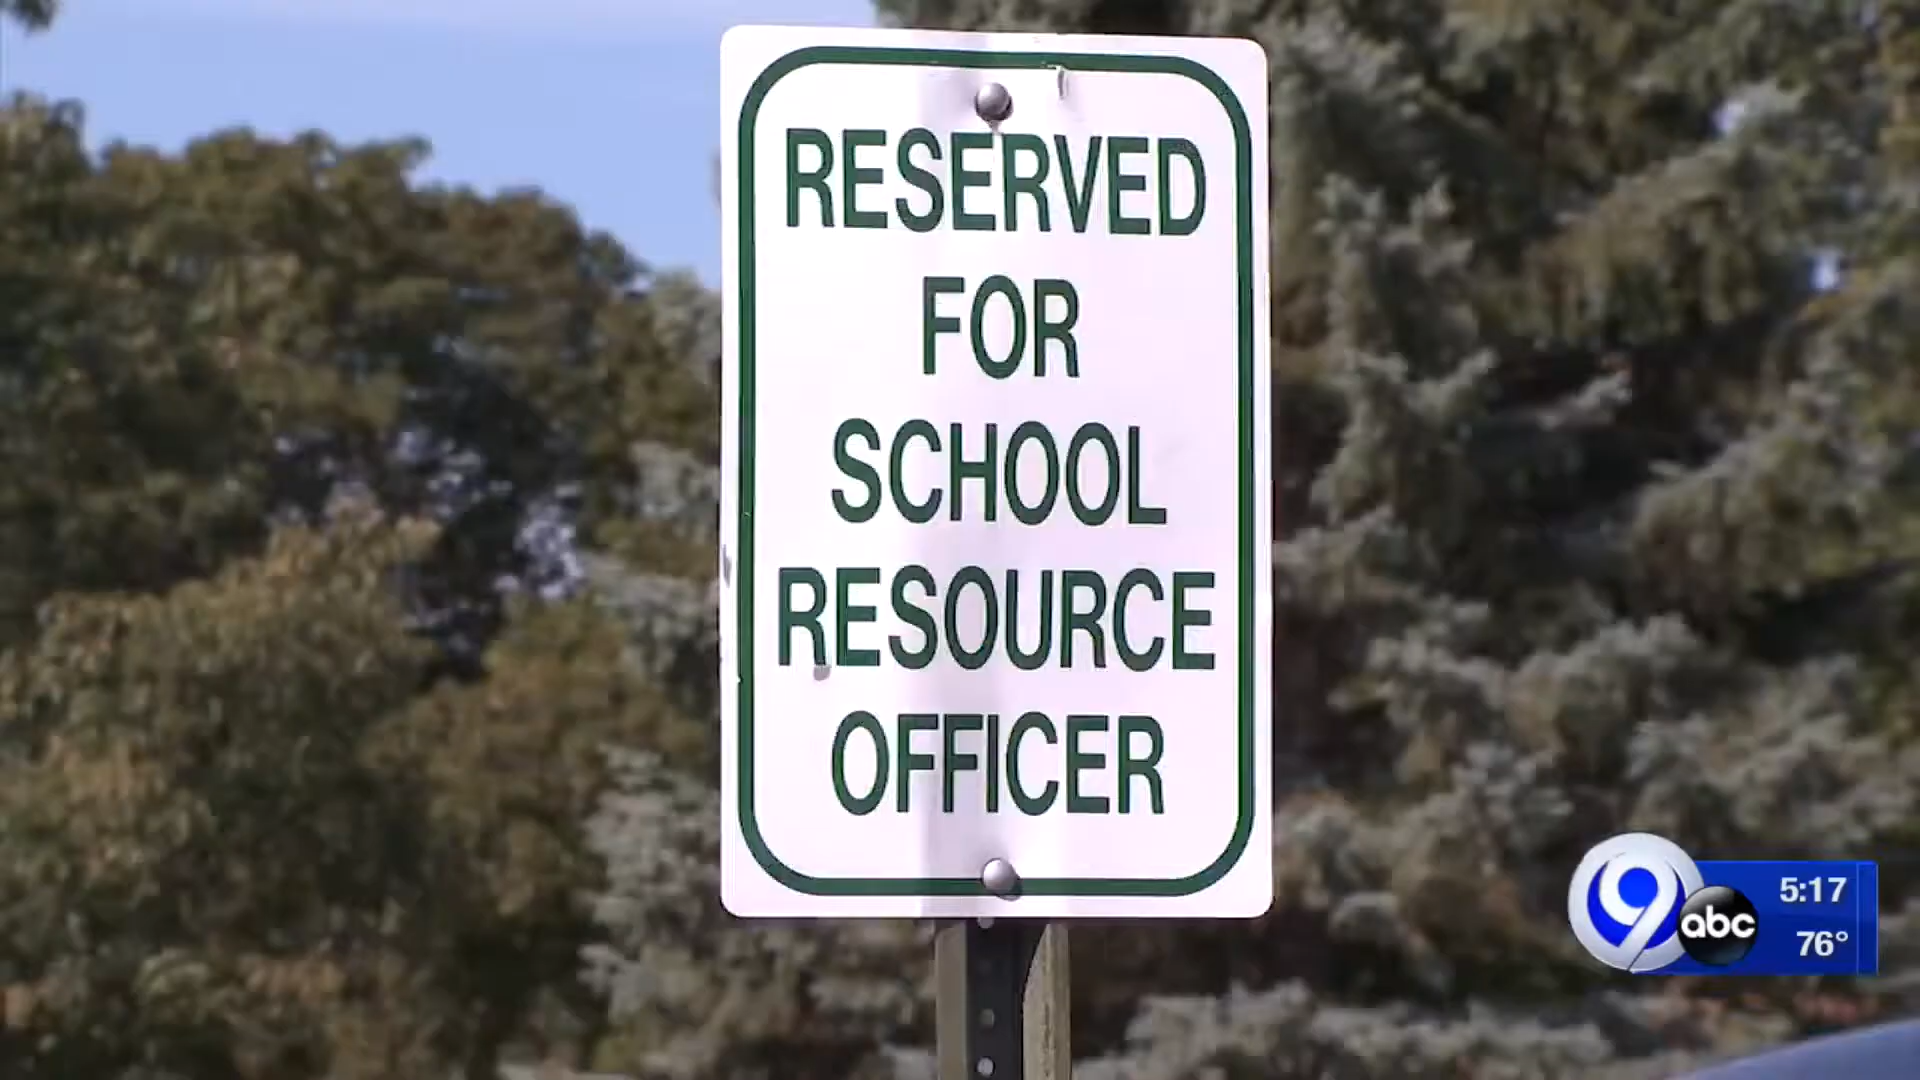 RESERVED
FOR
SCHOOL
RESOURCE
OFFICER
9
abc
5:17
76°